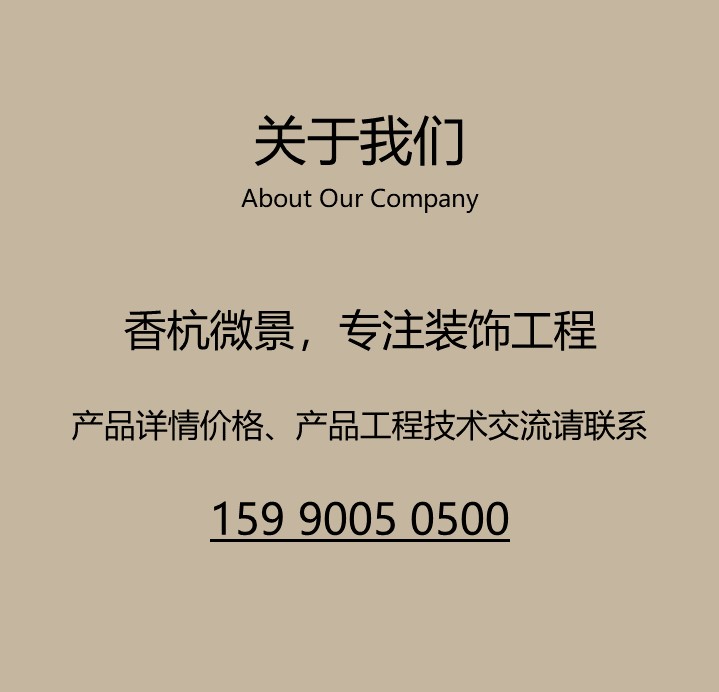 关于我们
About Our Company
香杭微景，专注装饰工程
产品详情价格、产品工程技术交流请联系
159 9005 0500